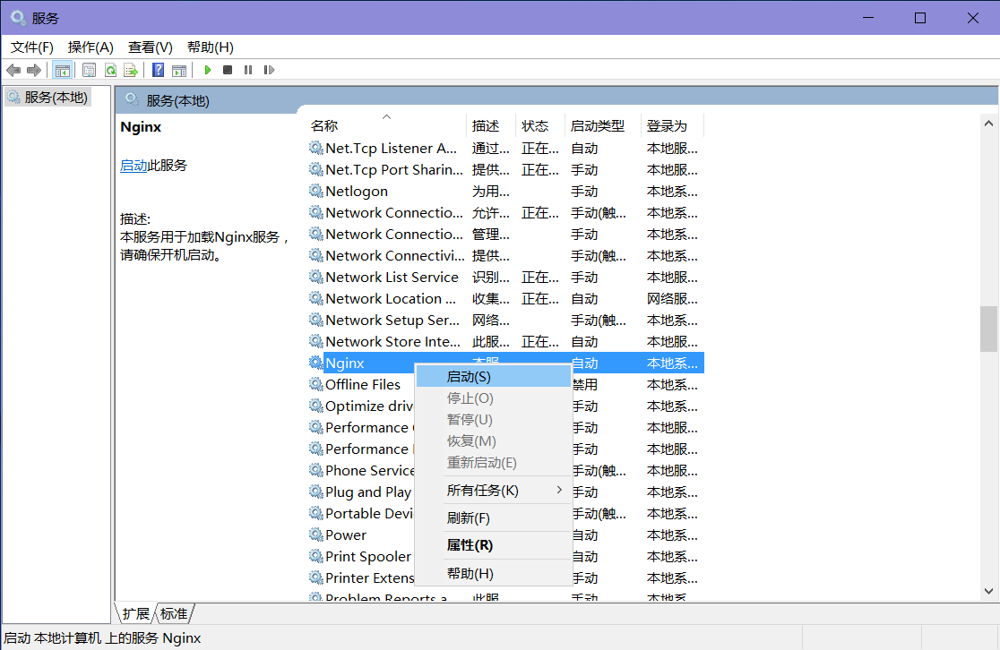 服务
文件(F) 操作(A) 查看(V) 帮助(H)
服务(本地)
服务(本地)
Nginx
启动此服务
描述:
本服务用于加载Nginx服务，
请确保开机启动。
名称 描述 状态 启动类型 登录为
Net.Tcp Listener A... 通过... 正在... 自动 本地服...
Net.Tcp Port Sharin... 提供... 正在... 手动 本地服...
Netlogon 为用... 手动 本地系...
Network Connectio... 允许... 正在... 手动(触... 本地系...
Network Connectio... 管理... 手动 本地系...
Network Connectivi... 提供... 手动(触... 本地系...
Network List Service 识别... 正在... 手动 本地服...
Network Location ... 收集... 正在... 自动 网络服...
Network Setup Ser... 网络... 手动(触... 本地系...
Network Store Inte... 此服... 正在... 自动 本地服...
Nginx 本服 自动 本地系...
Offline Files 禁用 本地系...
Optimize driv 手动 本地系...
Performance 手动 本地服...
Performance 手动 本地服...
Phone Service 手动(触... 本地服...
Plug and Play 手动 本地系...
Portable Devi 手动(触... 本地系...
Power 自动 本地系...
Print Spooler 自动 本地系...
Printer Extens 手动 本地系...
Problem Reports a 此服 手动 本地系...
启动(S)
停止(O)
暂停(U)
恢复(M)
重新启动(E)
所有任务(K)
刷新(F)
属性(R)
帮助(H)
扩展 标准
启动 本地计算机 上的服务 Nginx